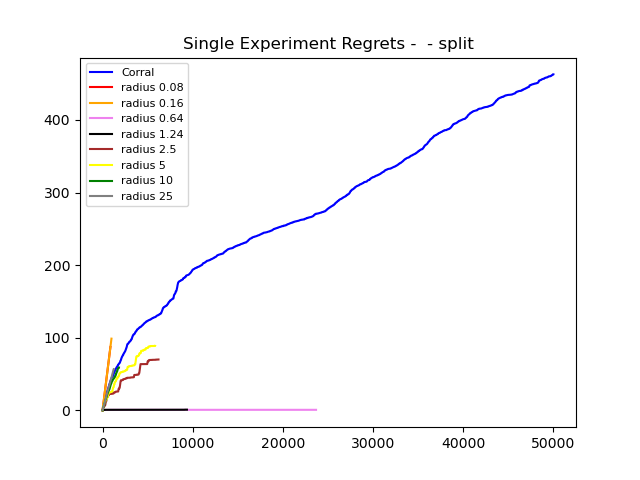 Single Experiment Regrets -  - split
Corral
radius 0.08
radius 0.16
radius 0.64
radius 1.24
radius 2.5
radius 5
radius 10
radius 25
400
300
200
100
0
0 10000 20000 30000 40000 50000